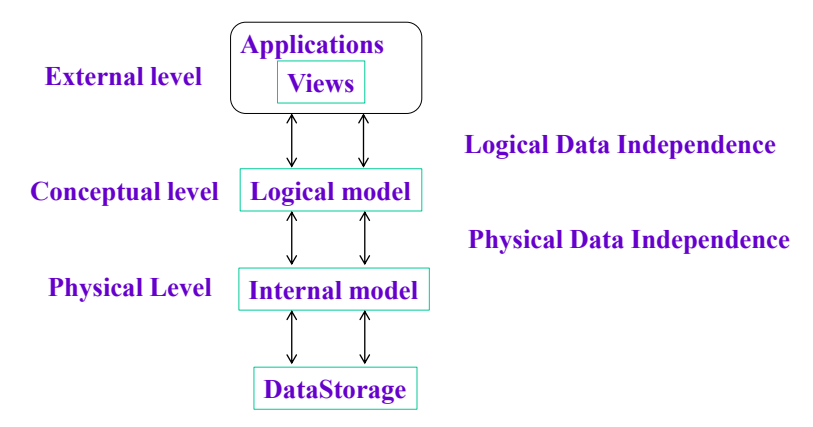 Applications
External level
Views
Logical Data Independence
Conceptual level
Logical model
Physical Data Independence
Physical Level
Internal model
DataStorage